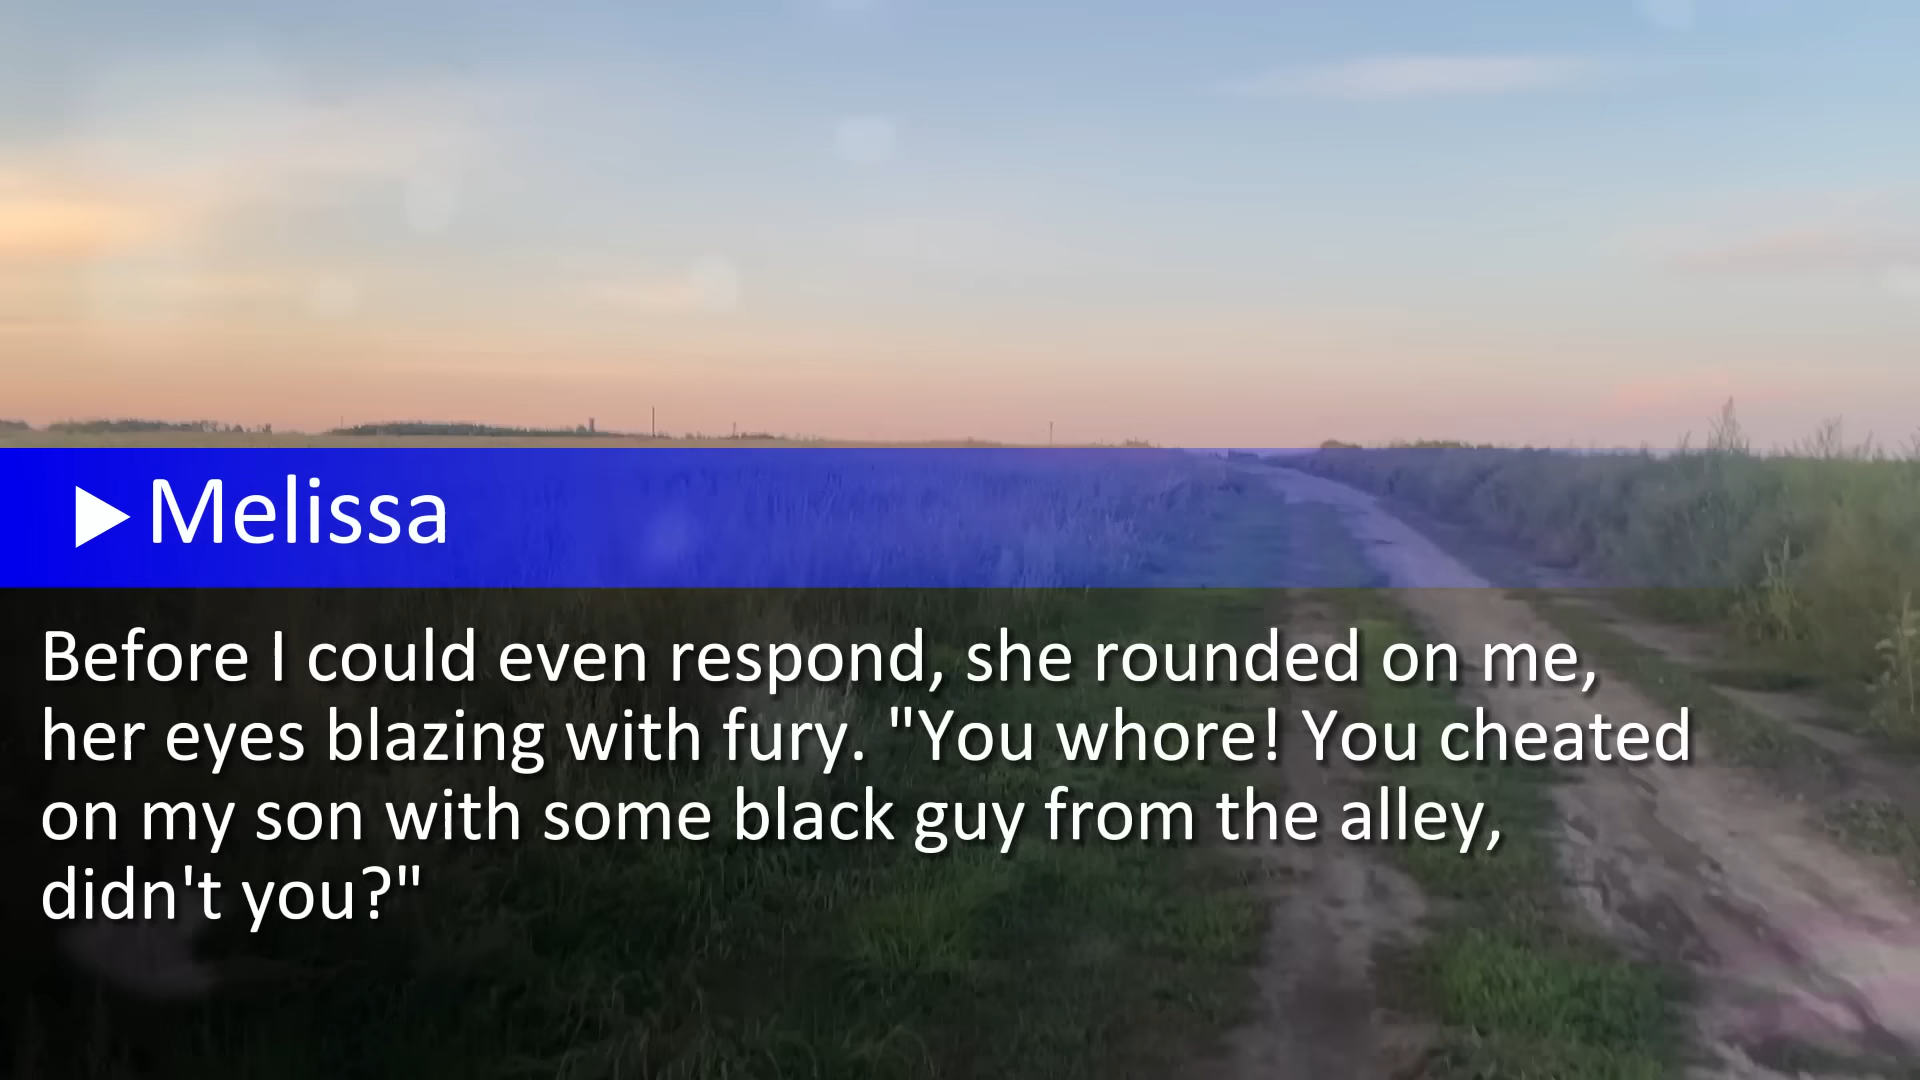 Melissa
Before I could even respond, she rounded on me,
her eyes blazing with fury. "You whore! You cheated
on my son with some black guy from the alley,
didn't you?"